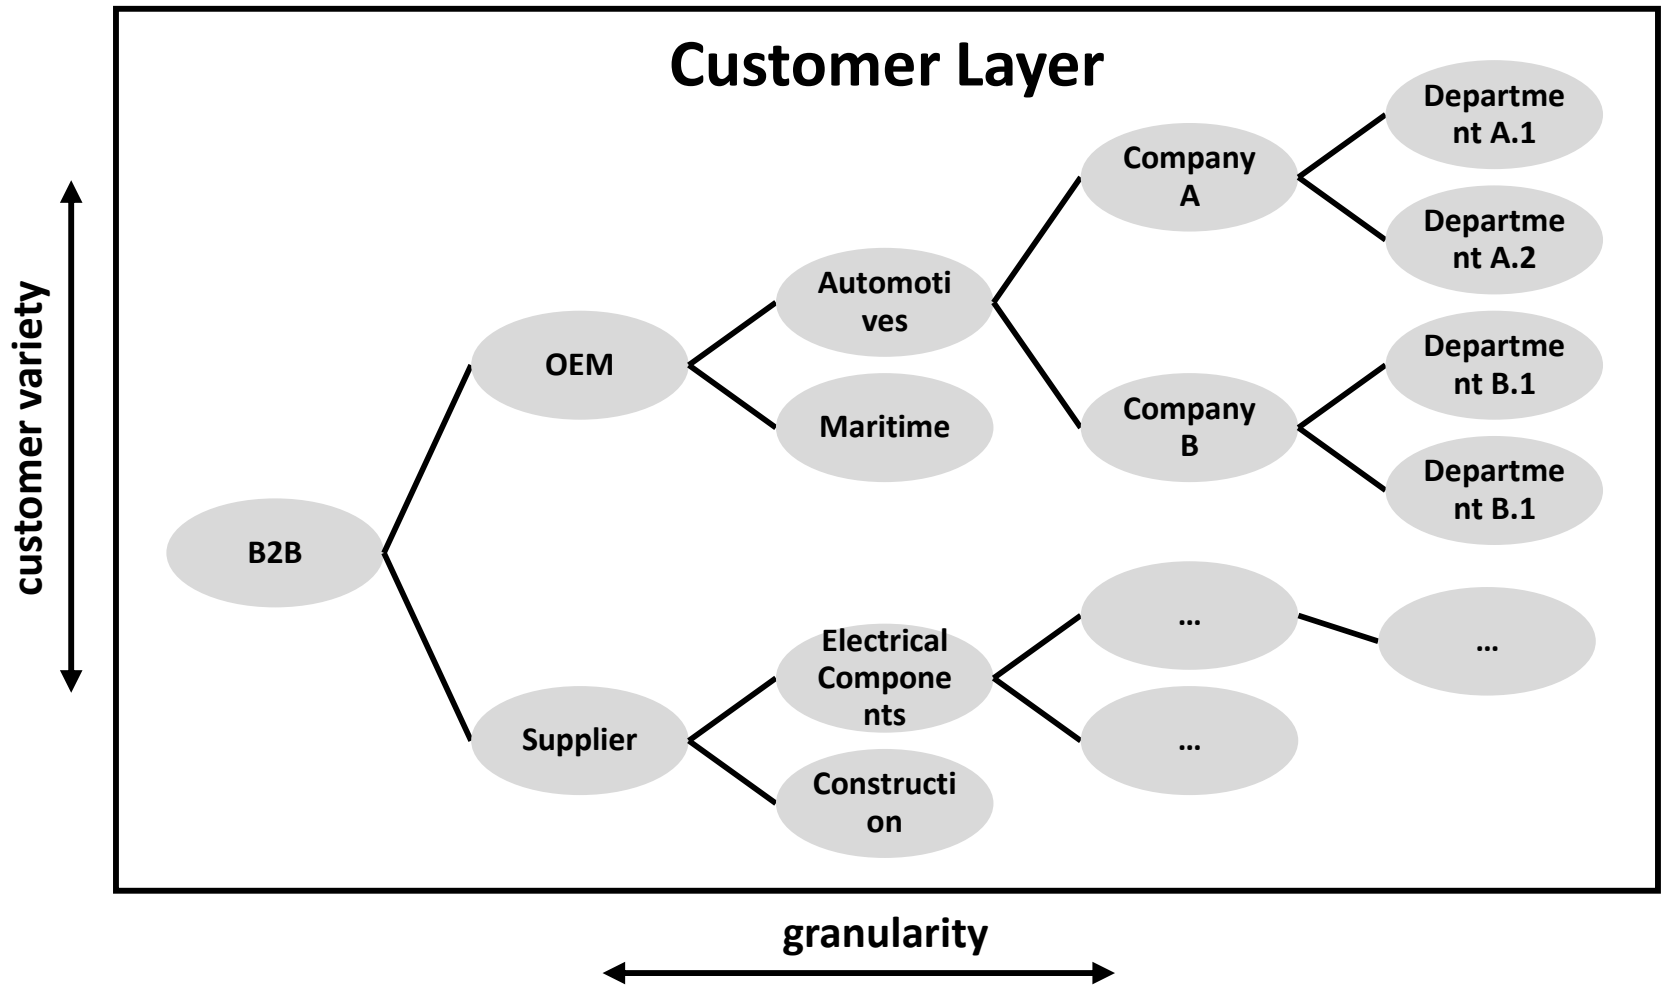 Customer Layer
Departme
nt A.1
Company
A
Departme
nt A.2
Automoti
ves
OEM
Departme
nt B.1
Company
B
Maritime
Departme
nt B.1
customer variety
B2B
...
...
Electrical
Compone
nts
Supplier
...
Constructi
on
granularity